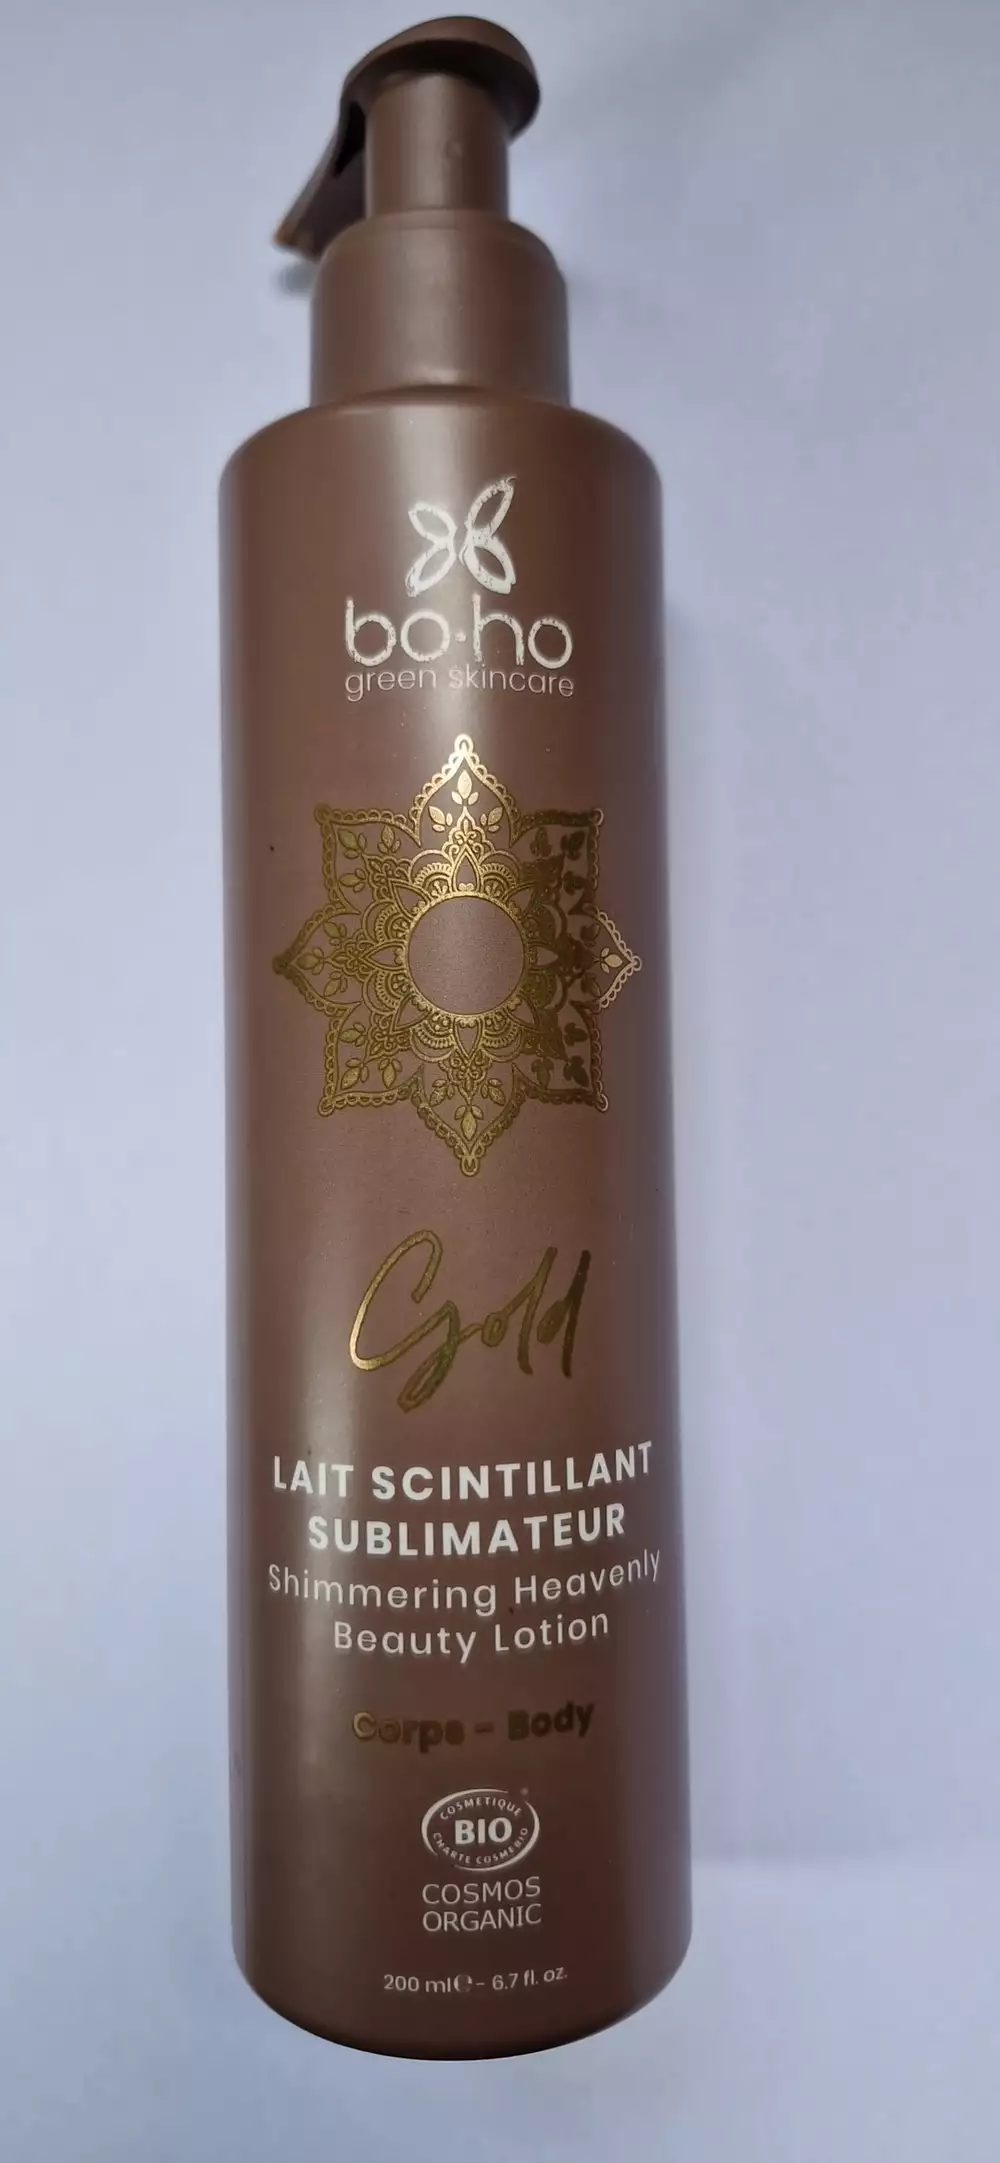 bo·ho
green skincare
Gold
LAIT SCINTILLANT
SUBLIMATEUR
Shimmering Heavenly
Beauty Lotion
Corps - Body
COSMETIQUE
BIO
CHARTE COSMEBIO
COSMOS
ORGANIC
200 ml ℮ - 6.7 fl. oz.